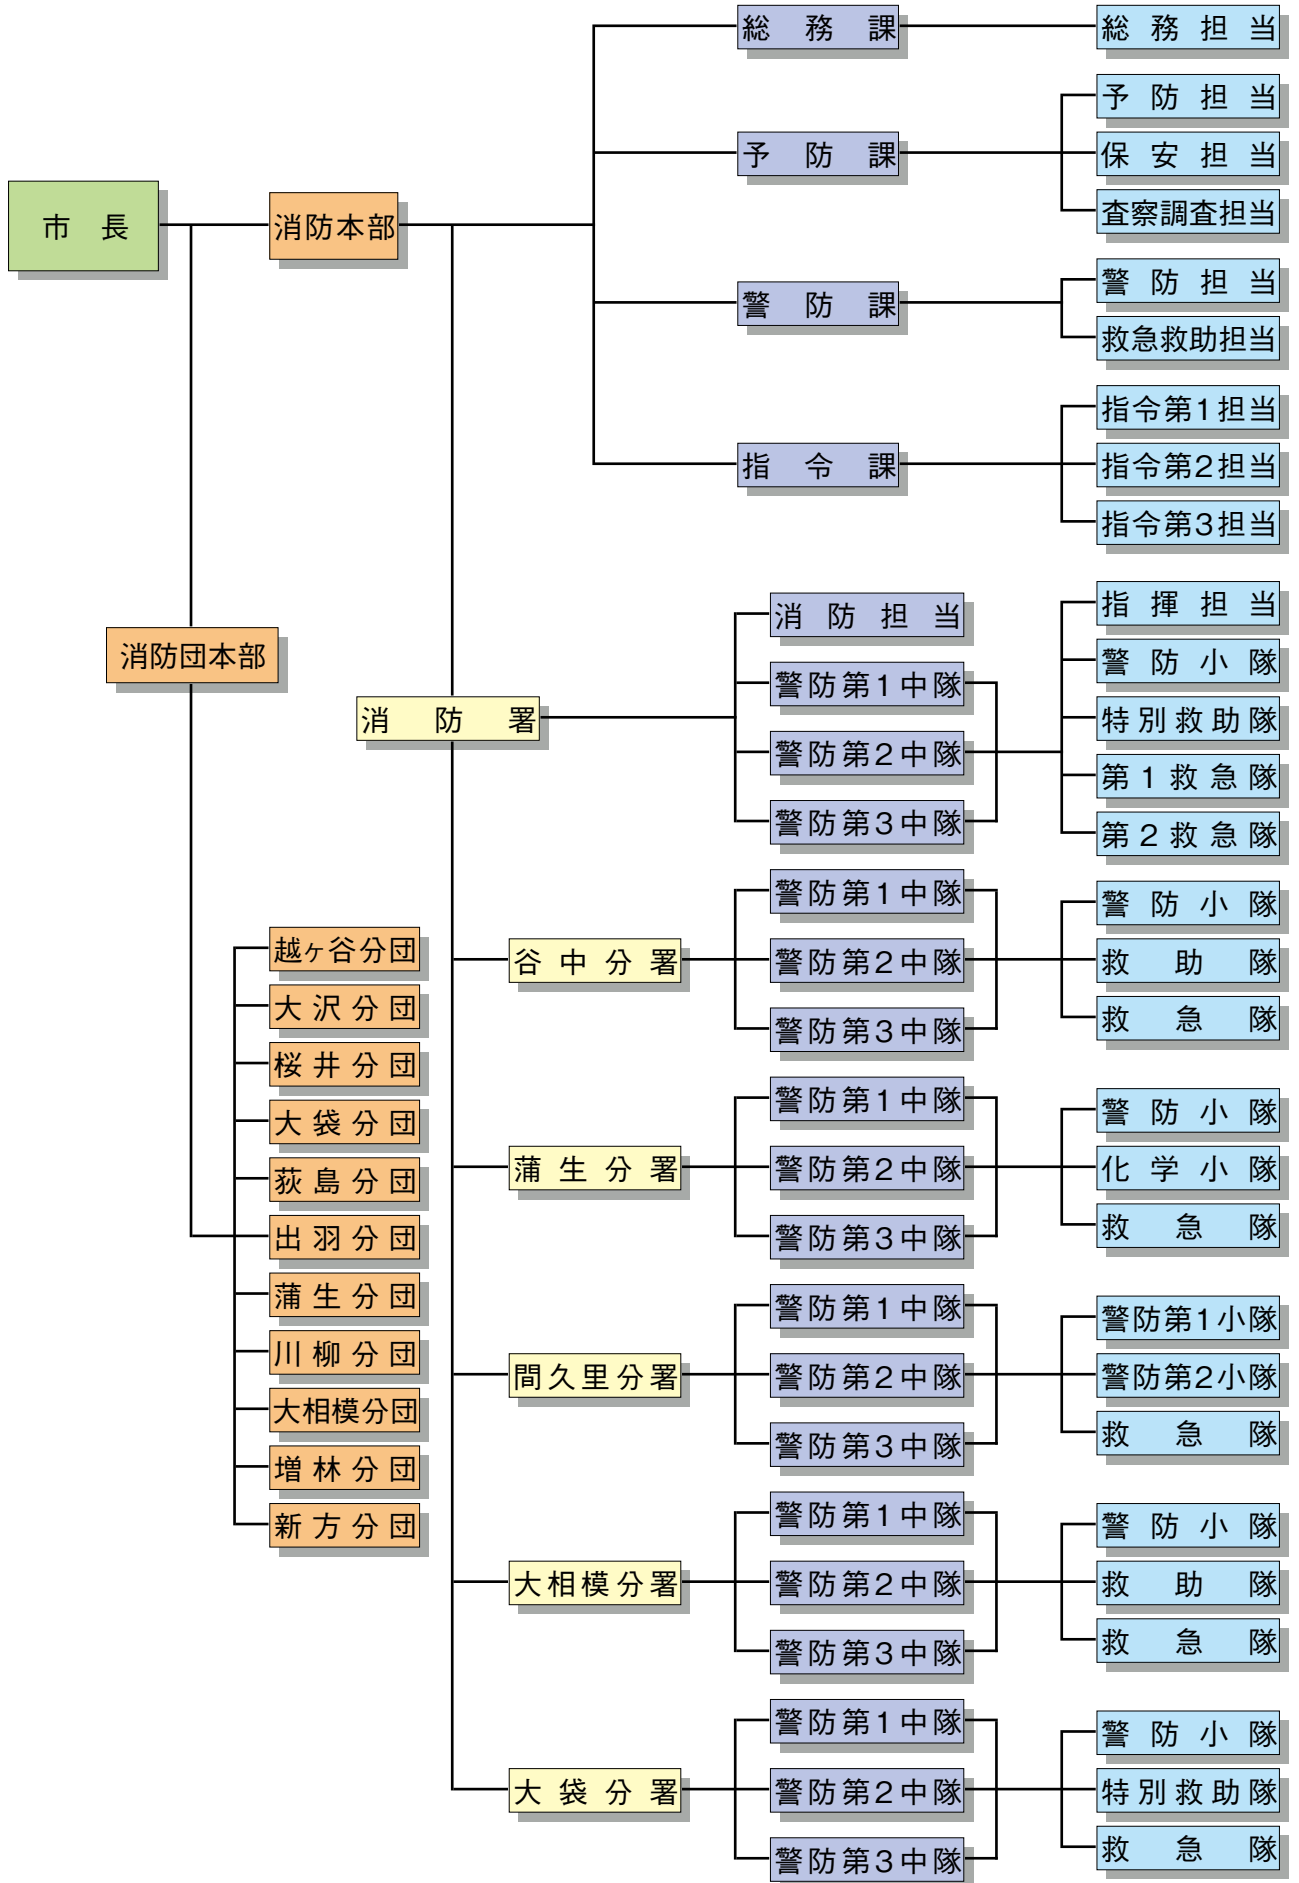 市長
消防本部
総務課
総務担当
予防課
予防担当
保安担当
査察調査担当
警防課
警防担当
救急救助担当
指令課
指令第1担当
指令第2担当
指令第3担当
消防署
消防担当
警防第1中隊
警防第2中隊
警防第3中隊
指揮担当
警防小隊
特別救助隊
第1救急隊
第2救急隊
谷中分署
警防第1中隊
警防第2中隊
警防第3中隊
警防小隊
救助隊
救急隊
蒲生分署
警防第1中隊
警防第2中隊
警防第3中隊
警防小隊
化学小隊
救急隊
間久里分署
警防第1中隊
警防第2中隊
警防第3中隊
警防第1小隊
警防第2小隊
救急隊
大相模分署
警防第1中隊
警防第2中隊
警防第3中隊
警防小隊
救助隊
救急隊
大袋分署
警防第1中隊
警防第2中隊
警防第3中隊
警防小隊
特別救助隊
救急隊
消防団本部
越ヶ谷分団
大沢分団
桜井分団
大袋分団
荻島分団
出羽分団
蒲生分団
川柳分団
大相模分団
増林分団
新方分団